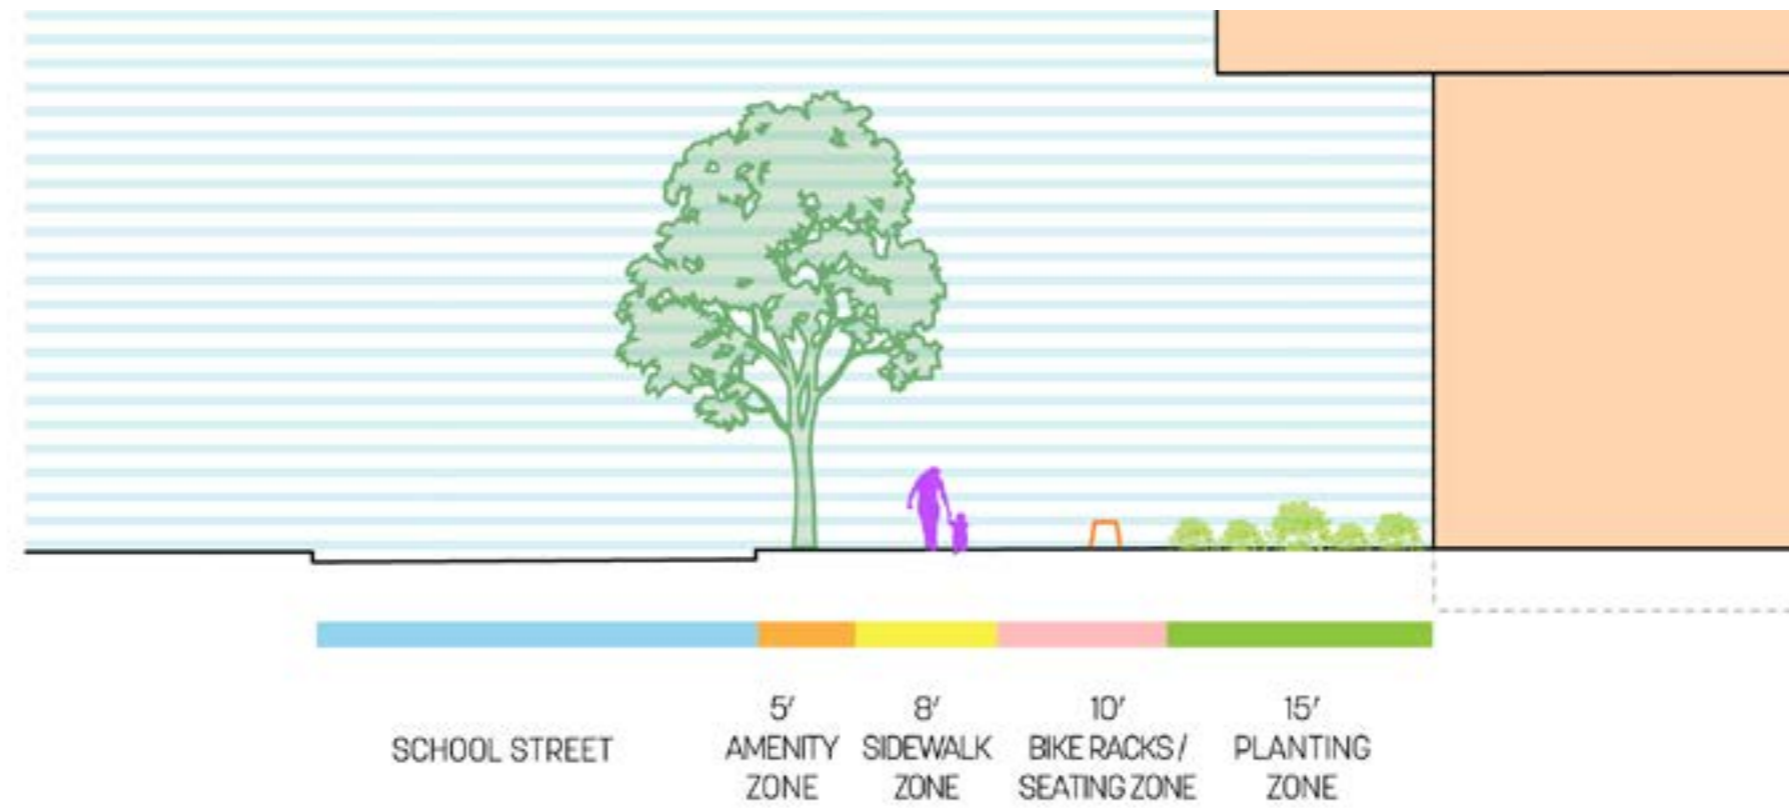 SCHOOL STREET
5'
AMENITY
ZONE
8'
SIDEWALK
ZONE
10'
BIKE RACKS /
SEATING ZONE
15'
PLANTING
ZONE